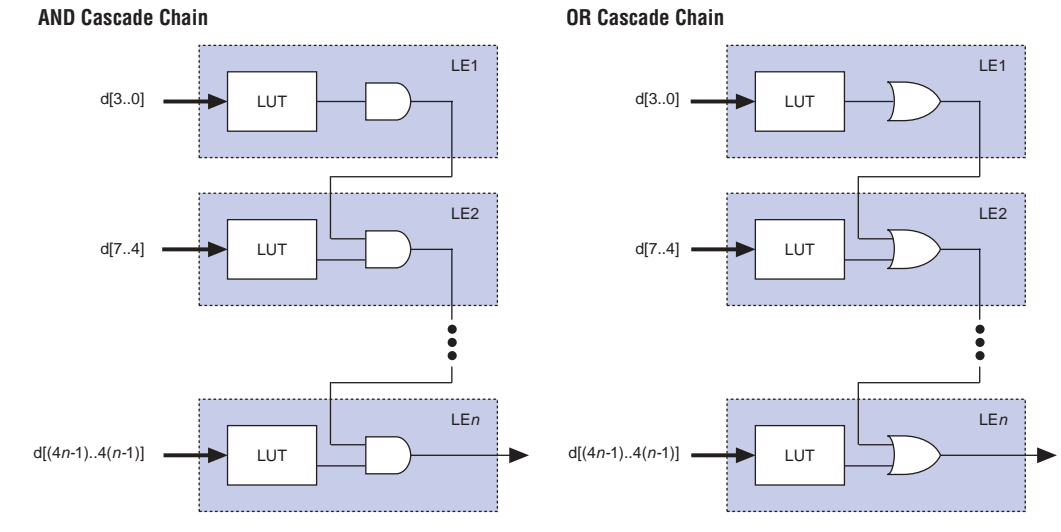 AND Cascade Chain
LE1
d[3..0]
LUT
LE2
d[7..4]
LUT
LEn
d[(4n-1)..4(n-1)]
LUT
OR Cascade Chain
LE1
d[3..0]
LUT
LE2
d[7..4]
LUT
LEn
d[(4n-1)..4(n-1)]
LUT